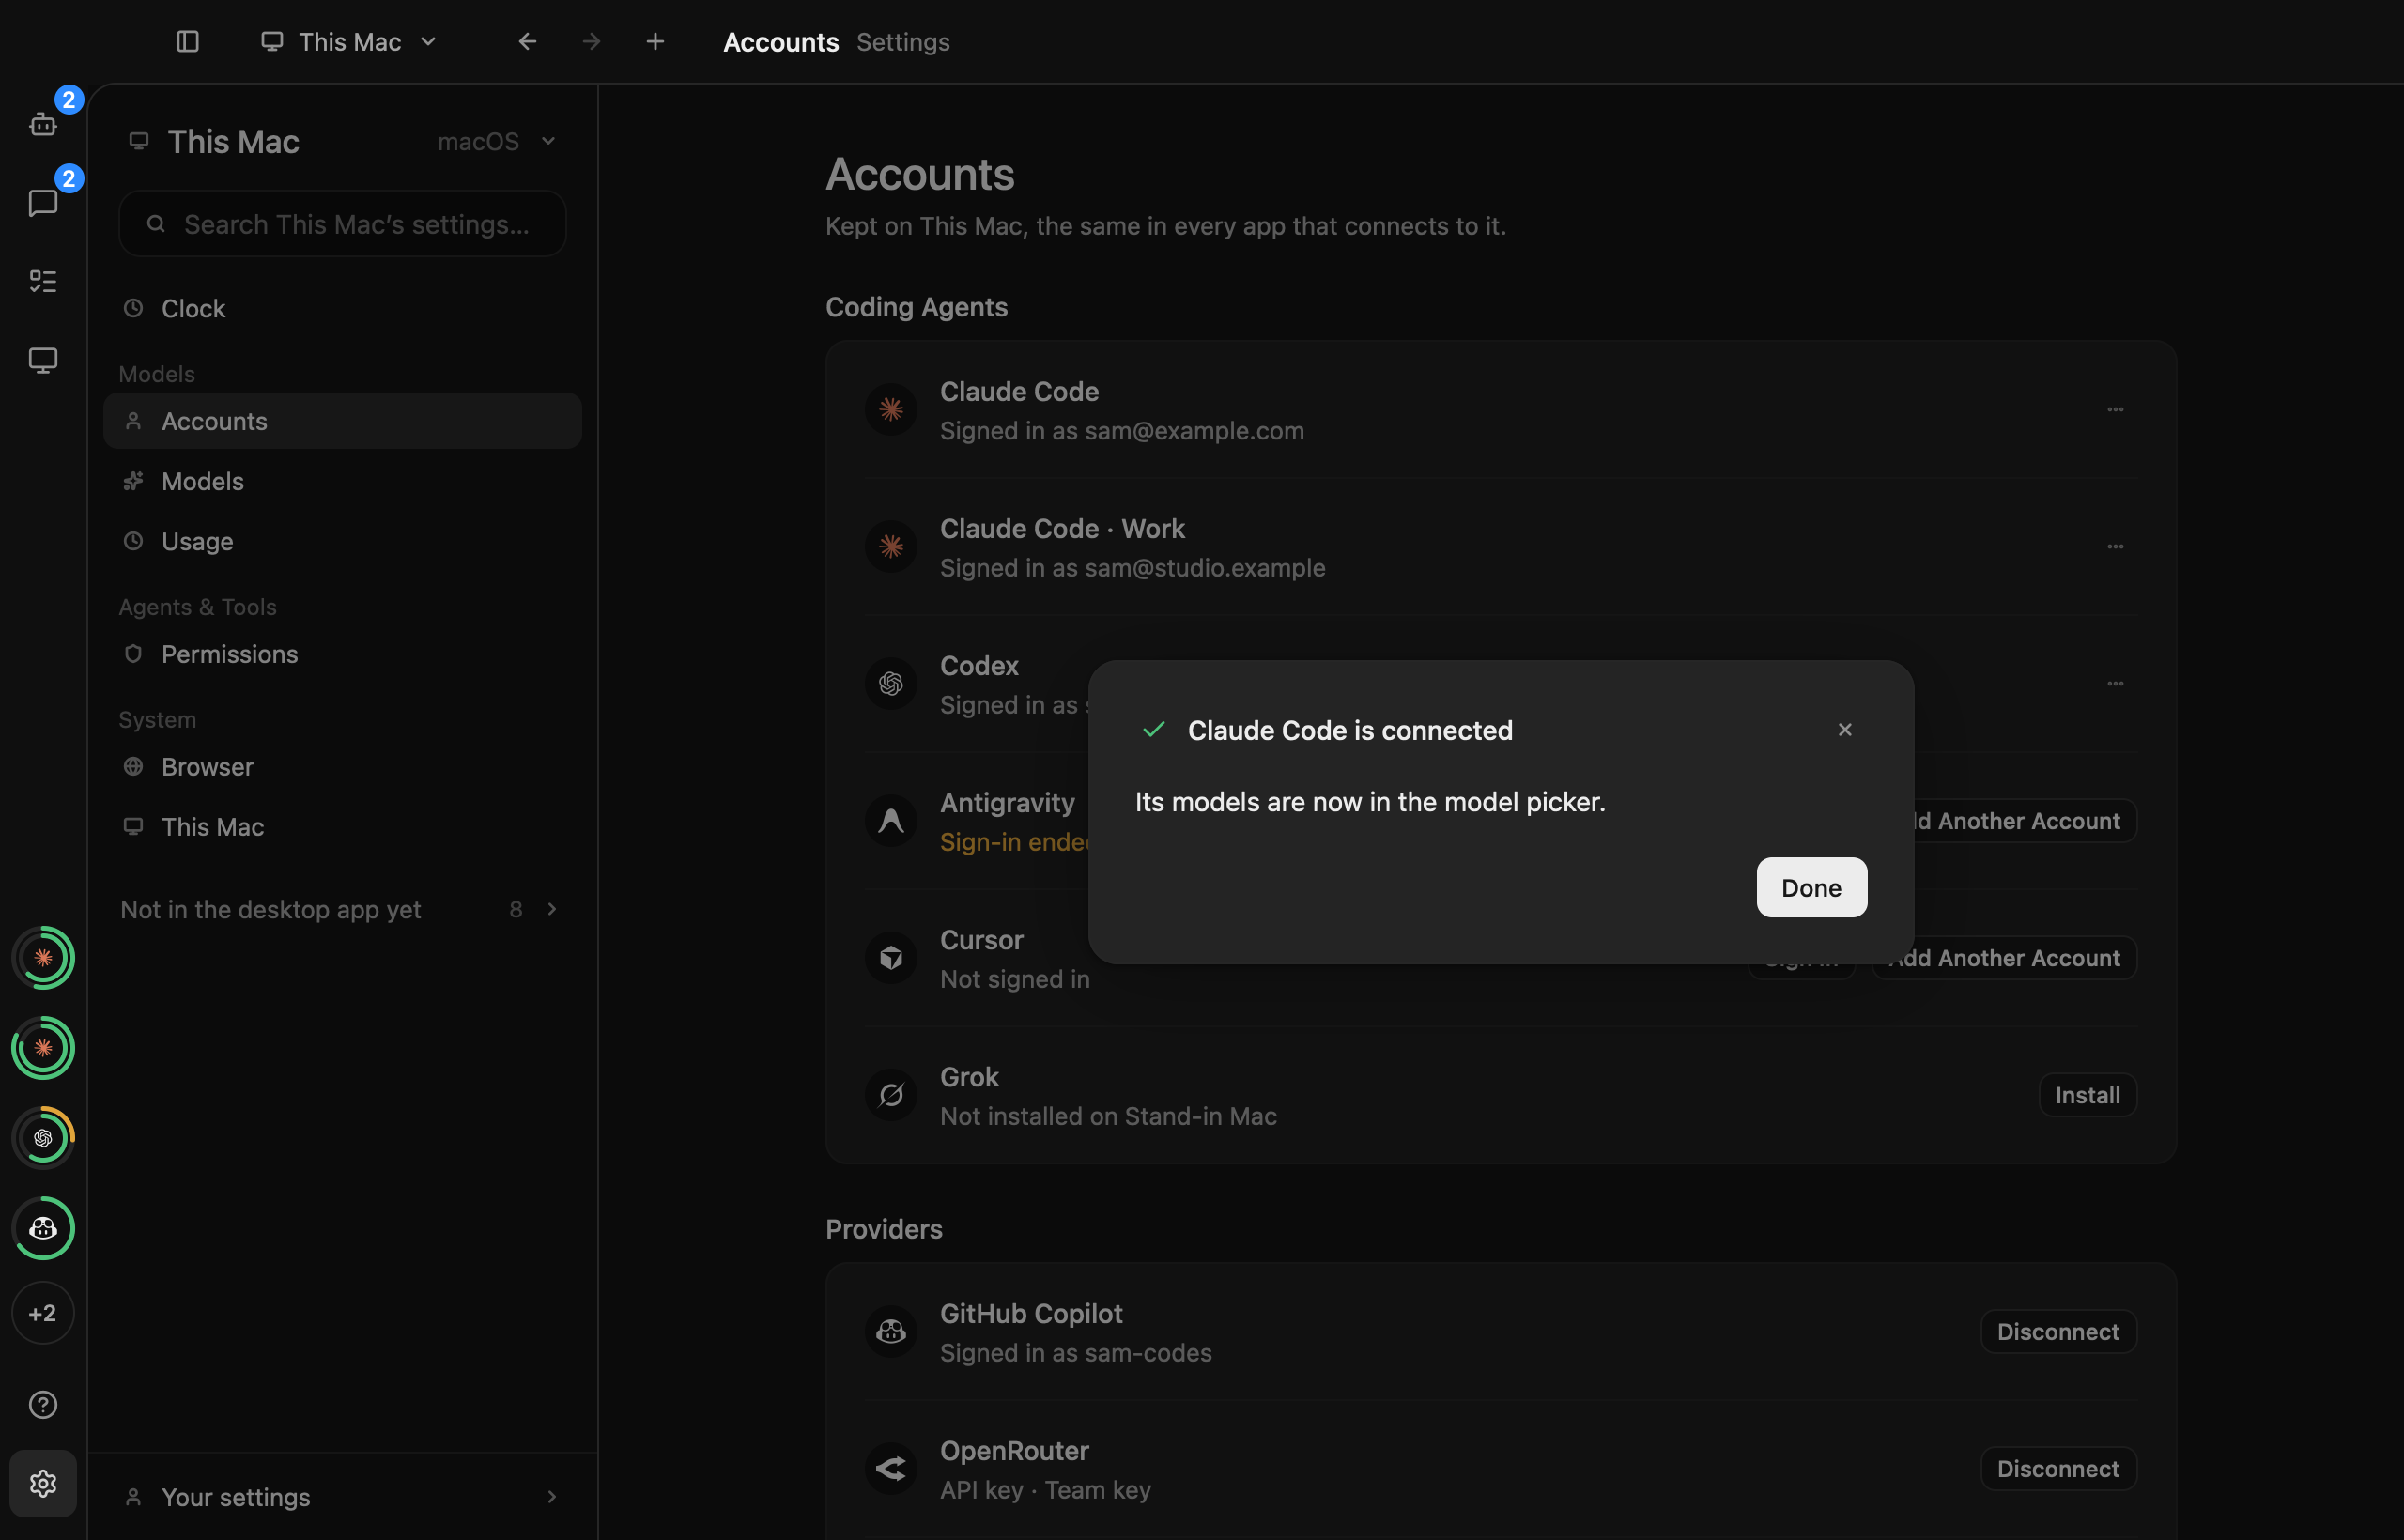 This Mac
Accounts Settings
2
2
This Mac macOS
Search This Mac’s settings...
Clock
Models
Accounts
Models
Usage
Agents & Tools
Permissions
System
Browser
This Mac
Not in the desktop app yet 8
+2
Your settings
Accounts
Kept on This Mac, the same in every app that connects to it.
Coding Agents
Claude Code
Signed in as sam@example.com
Claude Code · Work
Signed in as sam@studio.example
Codex
Signed in as
Antigravity
Sign-in ended
Another Account
Cursor
Not signed in
Add Another Account
Grok
Not installed on Stand-in Mac
Install
Claude Code is connected
Its models are now in the model picker.
Done
Providers
GitHub Copilot
Signed in as sam-codes
Disconnect
OpenRouter
API key · Team key
Disconnect